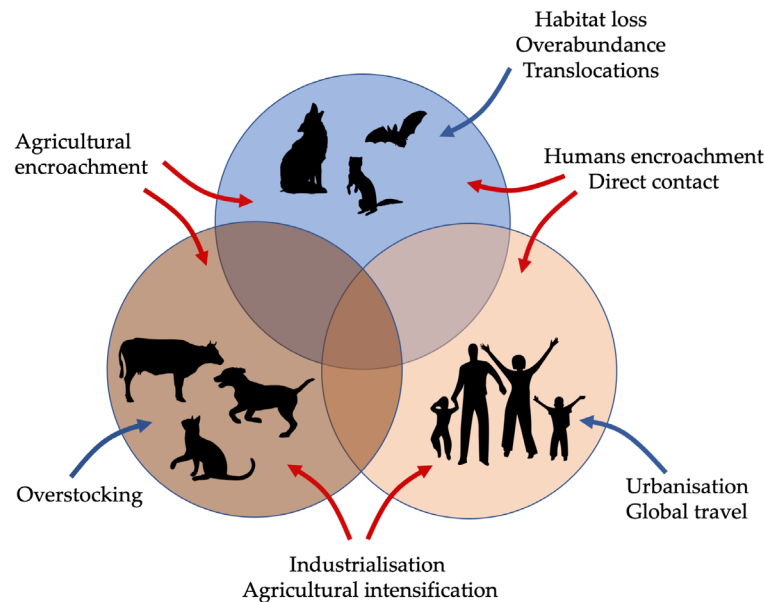 Habitat loss
Overabundance
Translocations
Agricultural
encroachment
Humans encroachment
Direct contact
Overstocking
Urbanisation
Global travel
Industrialisation
Agricultural intensification